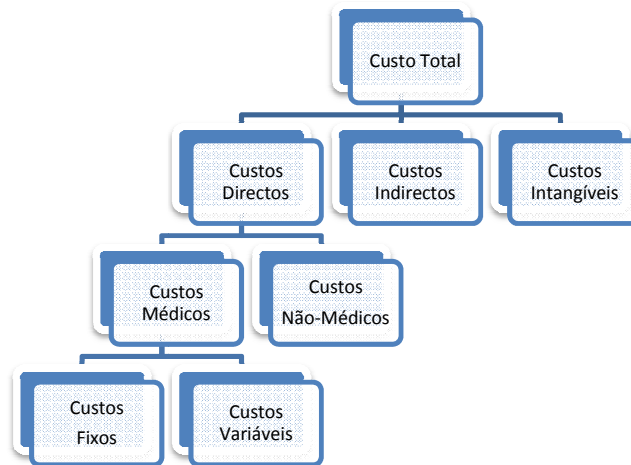 Custo Total
Custos
Directos
Custos
Indirectos
Custos
Intangíveis
Custos
Médicos
Custos
Não-Médicos
Custos
Fixos
Custos
Variáveis